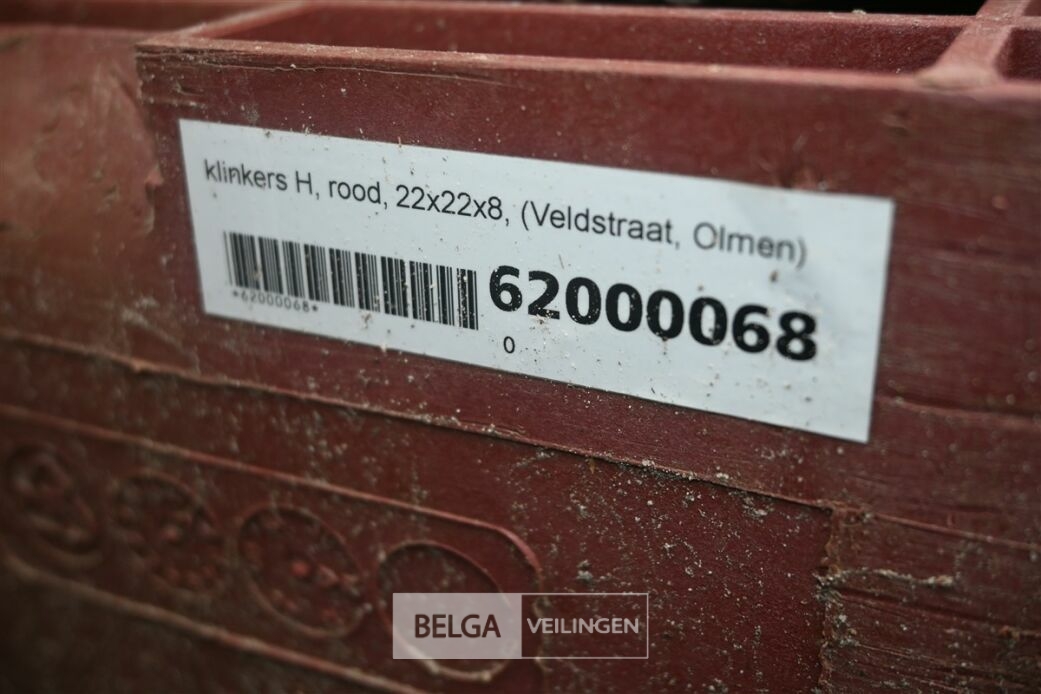 klinkers H, rood, 22x22x8, (Veldstraat, Olmen)
*62000068*
62000068
0
BELGA VEILINGEN